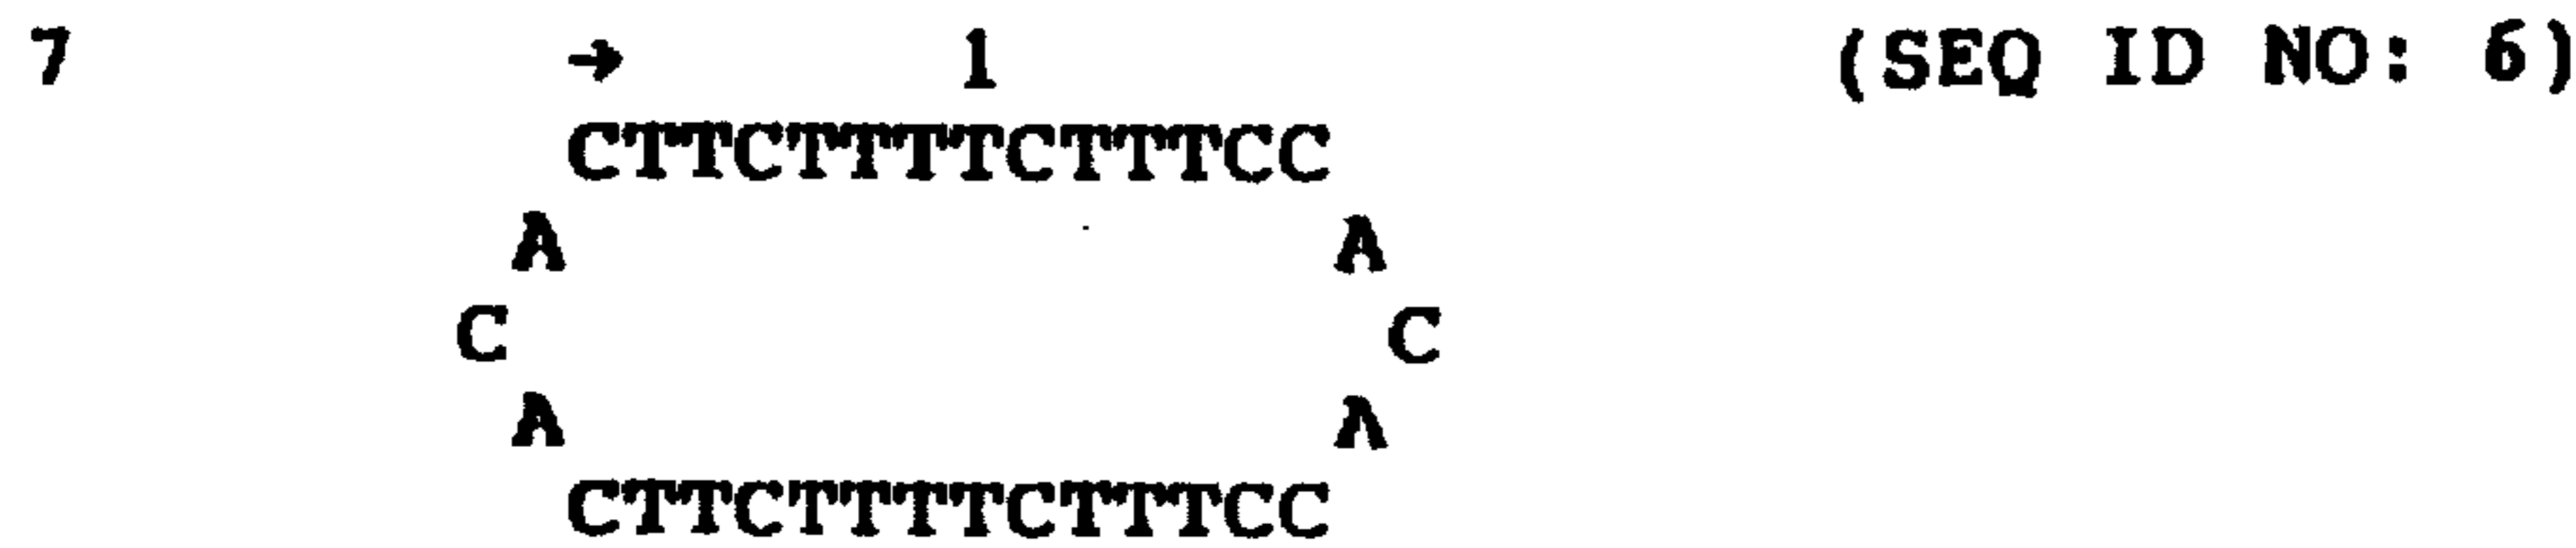 7 → 1 (SEQ ID NO: 6)
CTTCTTTTCTTTCC
A A
C C
A A
CTTCTTTTCTTTCC